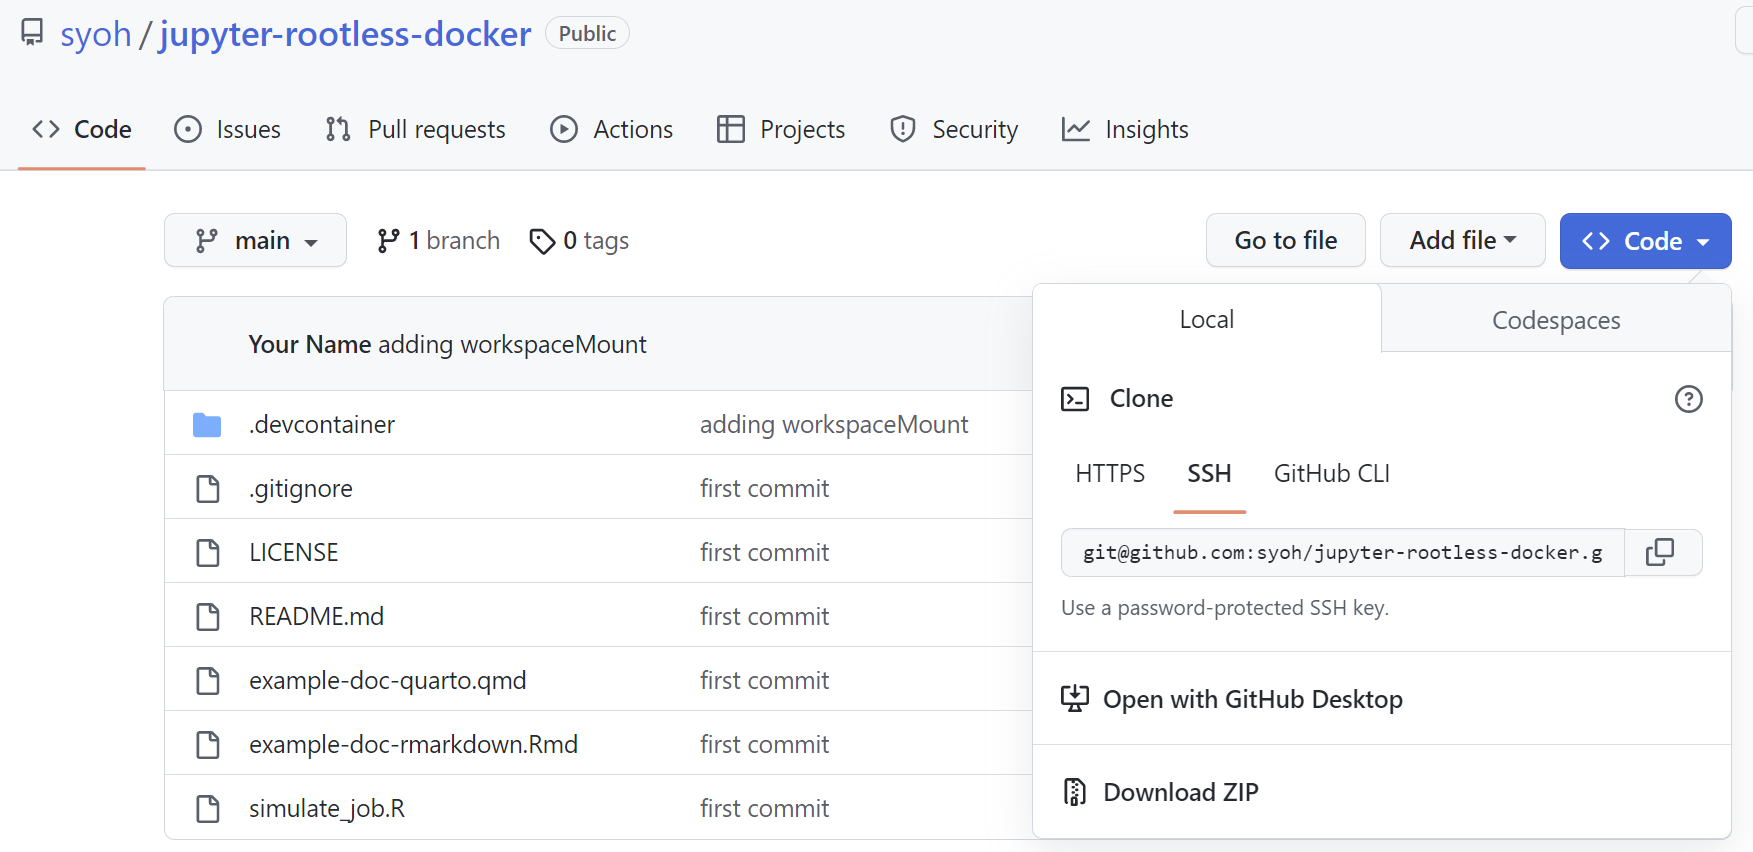 syoh / jupyter-rootless-docker Public
Code Issues Pull requests Actions Projects Security Insights
main 1 branch 0 tags Go to file Add file Code
Your Name adding workspaceMount
.devcontainer adding workspaceMount
.gitignore first commit
LICENSE first commit
README.md first commit
example-doc-quarto.qmd first commit
example-doc-rmarkdown.Rmd first commit
simulate_job.R first commit
Local Codespaces
Clone
HTTPS SSH GitHub CLI
git@github.com:syoh/jupyter-rootless-docker.g
Use a password-protected SSH key.
Open with GitHub Desktop
Download ZIP